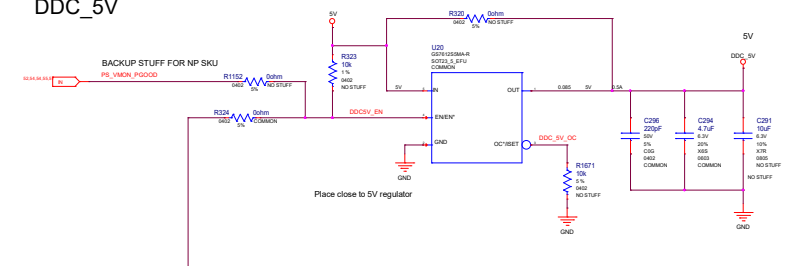 DDC_5V
BACKUP STUFF FOR NP SKU
PS_VMON_PGOOD
IN
R1152 0ohm
0402 5% NO STUFF
R324 0ohm
0402 5% COMMON
5V
R323
10k
1%
0402
NO STUFF
R320 0ohm
0402 5% NO STUFF
DDC5V_EN
5V
U20
GS7612S5MA-R
SOT23_5_EFU
COMMON
IN OUT
EN/EN*
GND OC*/ISET
GND
Place close to 5V regulator
0.085 5V 0.5A
DDC_5V_OC
R1671
10k
5%
0402
NO STUFF
GND
5V
DDC_5V
C296
220pF
50V
5%
C0G
0402
COMMON
C294
4.7uF
6.3V
20%
X6S
0603
COMMON
C291
10uF
6.3V
10%
X7R
0805
NO STUFF
NO STUFF
GND